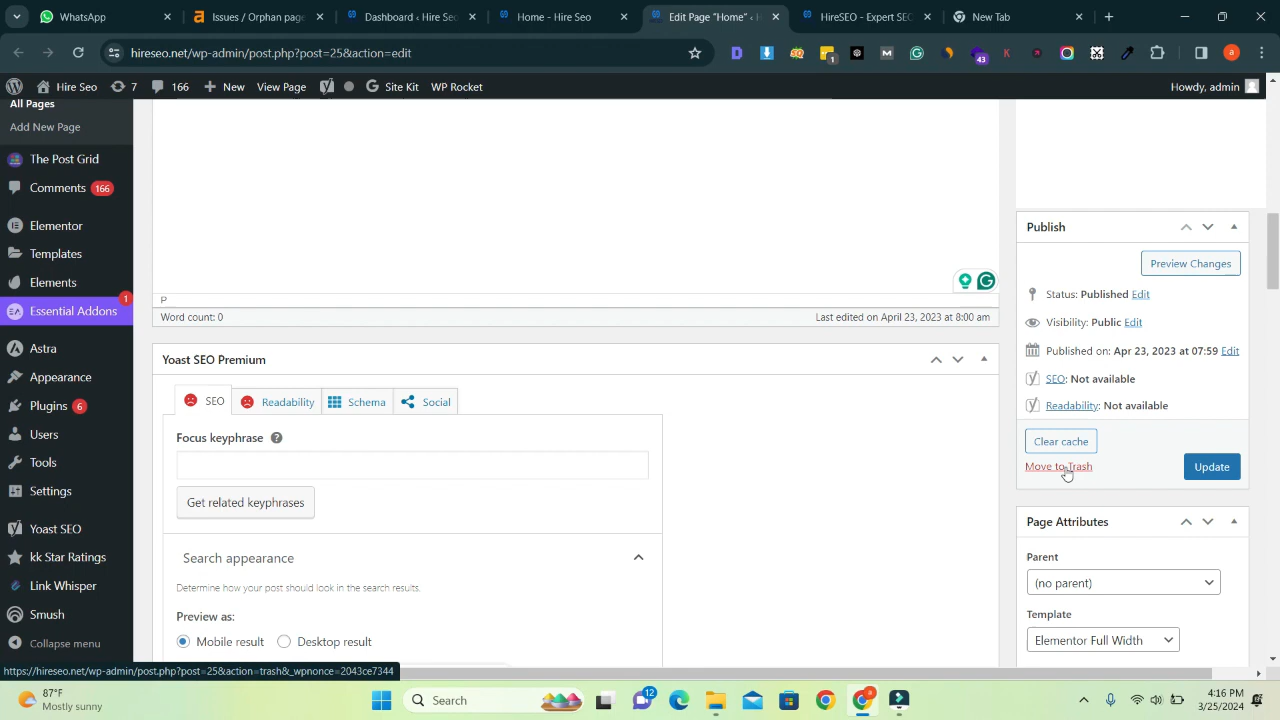 WhatsApp
Issues / Orphan page
Dashboard ‹ Hire Seo
Home - Hire Seo
Edit Page "Home" ‹ H
HireSEO - Expert SEO
New Tab
hireseo.net/wp-admin/post.php?post=25&action=edit
1
43
a
Hire Seo
7
166
New
View Page
Site Kit
WP Rocket
Howdy, admin
All Pages
Add New Page
The Post Grid
Comments 166
Elementor
Templates
Elements
Essential Addons 1
Astra
Appearance
Plugins 6
Users
Tools
Settings
Yoast SEO
kk Star Ratings
Link Whisper
Smush
Collapse menu
P
Word count: 0
Last edited on April 23, 2023 at 8:00 am
Yoast SEO Premium
SEO
Readability
Schema
Social
Focus keyphrase
Get related keyphrases
Search appearance
Determine how your post should look in the search results.
Preview as:
Mobile result
Desktop result
Publish
Preview Changes
Status: Published Edit
Visibility: Public Edit
Published on: Apr 23, 2023 at 07:59 Edit
SEO: Not available
Readability: Not available
Clear cache
Move to Trash
Update
Page Attributes
Parent
(no parent)
Template
Elementor Full Width
https://hireseo.net/wp-admin/post.php?post=25&action=trash&_wpnonce=2043ce7344
87°F
Mostly sunny
Search
12
a
4:16 PM
3/25/2024